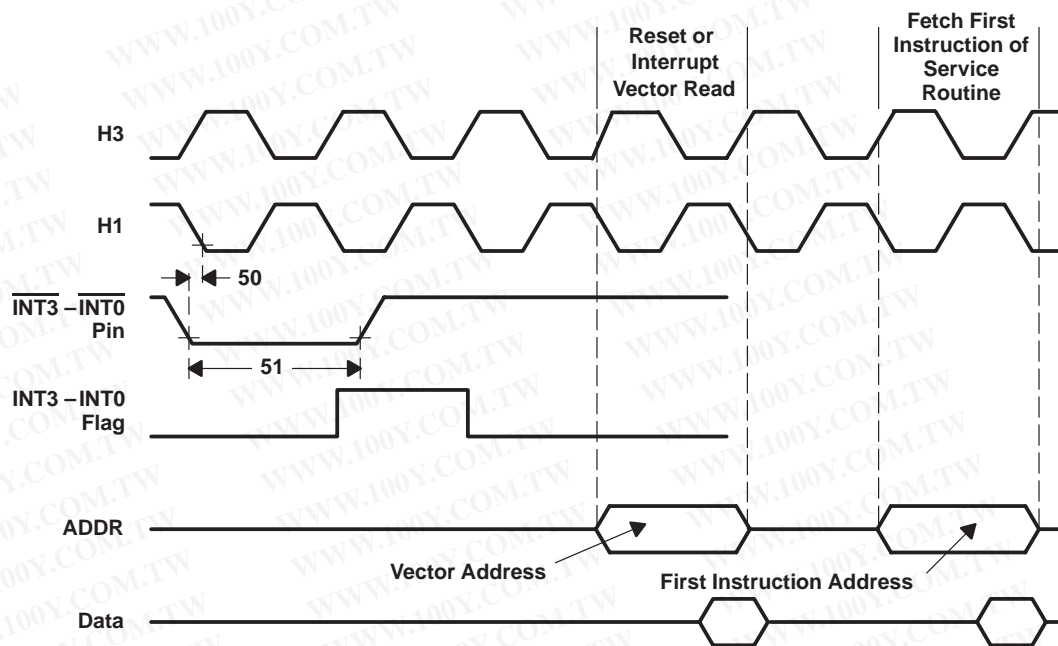 Reset or
Interrupt
Vector Read
Fetch First
Instruction of
Service
Routine
H3
H1
50
INT3 – INT0
Pin
51
INT3 – INT0
Flag
ADDR
Vector Address
First Instruction Address
Data
WWW.100Y.COM.TW